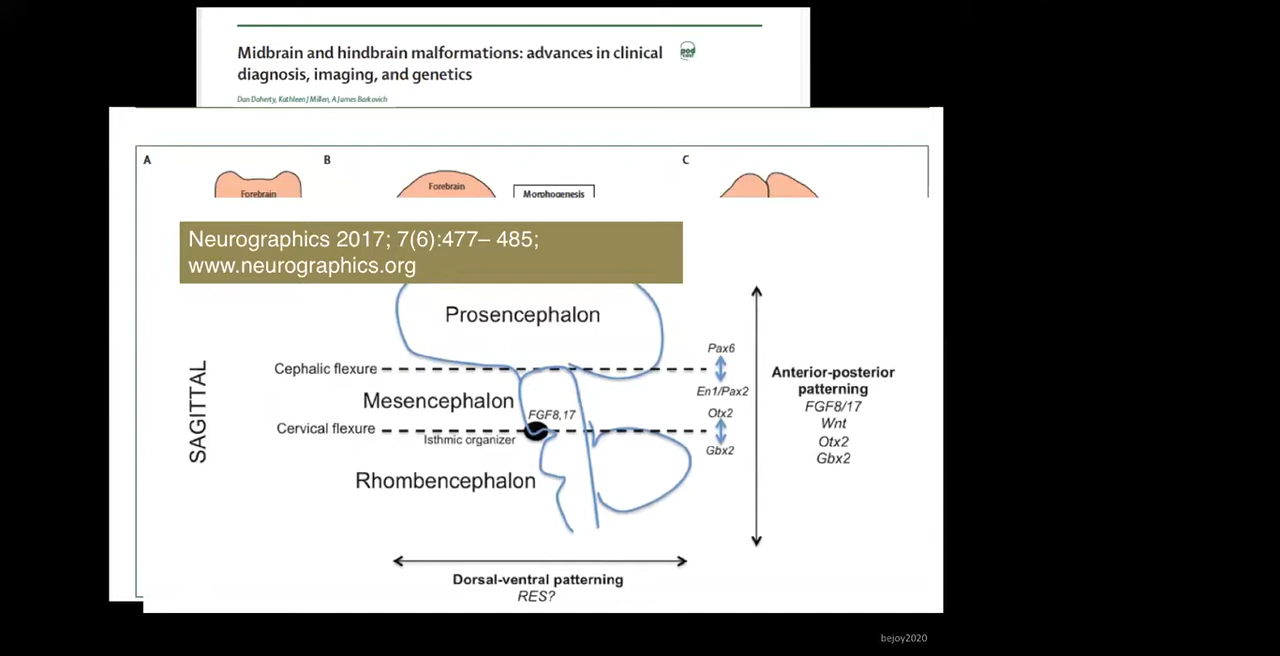 Midbrain and hindbrain malformations: advances in clinical
diagnosis, imaging, and genetics
pod
cast
Dan Doherty, Kathleen J Millen, A James Barkovich
A
B
C
Forebrain
Forebrain
Morphogenesis
Neurographics 2017; 7(6):477– 485;
www.neurographics.org
Prosencephalon
SAGITTAL
Cephalic flexure
Pax6
En1/Pax2
Mesencephalon
FGF8,17
Otx2
Cervical flexure
Isthmic organizer
Gbx2
Rhombencephalon
Anterior-posterior
patterning
FGF8/17
Wnt
Otx2
Gbx2
Dorsal-ventral patterning
RES?
bejoy2020